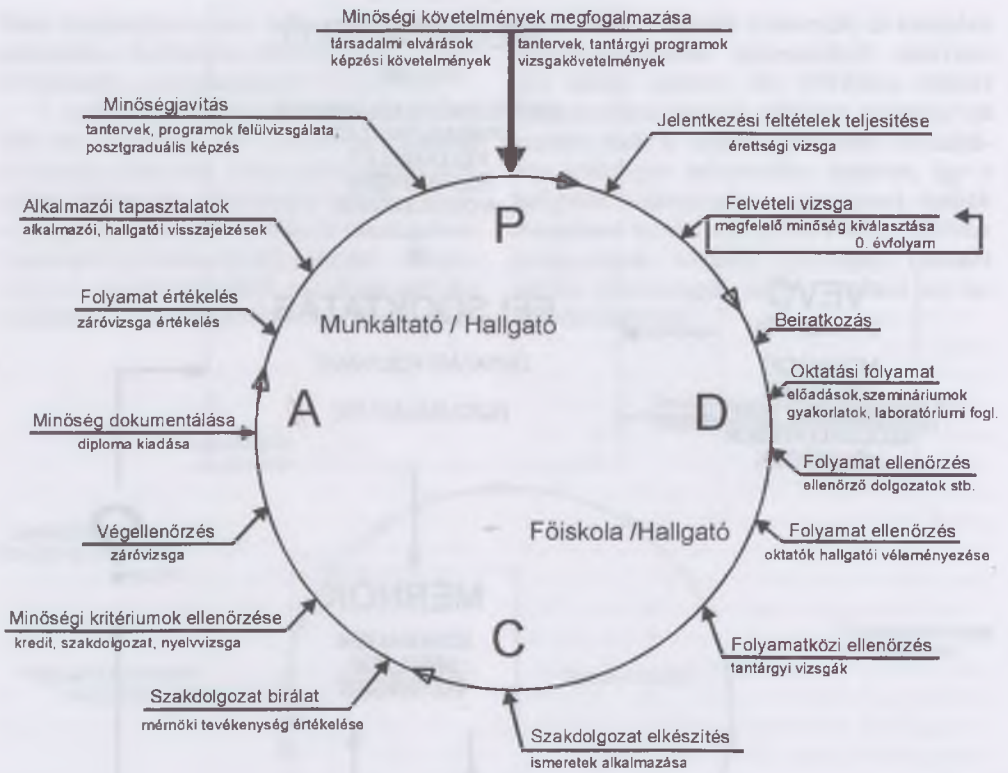 Minőségi követelmények megfogalmazása
társadalmi elvárások
képzési követelmények
tantervek, tantárgyi programok
vizsgakövetelmények
Minőségjavítás
tantervek, programok felülvizsgálata,
posztgraduális képzés
Jelentkezési feltételek teljesítése
érettségi vizsga
Alkalmazói tapasztalatok
alkalmazói, hallgatói visszajelzések
P
Felvételi vizsga
megfelelő minőség kiválasztása
0. évfolyam
Folyamat értékelés
záróvizsga értékelés
Munkáltató / Hallgató
Beiratkozás
Oktatási folyamat
előadások,szemináriumok
gyakorlatok, laboratóriumi fogl.
A
D
Minőség dokumentálása
diploma kiadása
Folyamat ellenőrzés
ellenőrző dolgozatok stb.
Végellenőrzés
záróvizsga
Főiskola /Hallgató
Folyamat ellenőrzés
oktatók hallgatói véleményezése
Minőségi kritériumok ellenőrzése
kredit, szakdolgozat, nyelvvizsga
C
Folyamatközi ellenőrzés
tantárgyi vizsgák
Szakdolgozat bírálat
mérnöki tevékenység értékelése
Szakdolgozat elkészítés
ismeretek alkalmazása